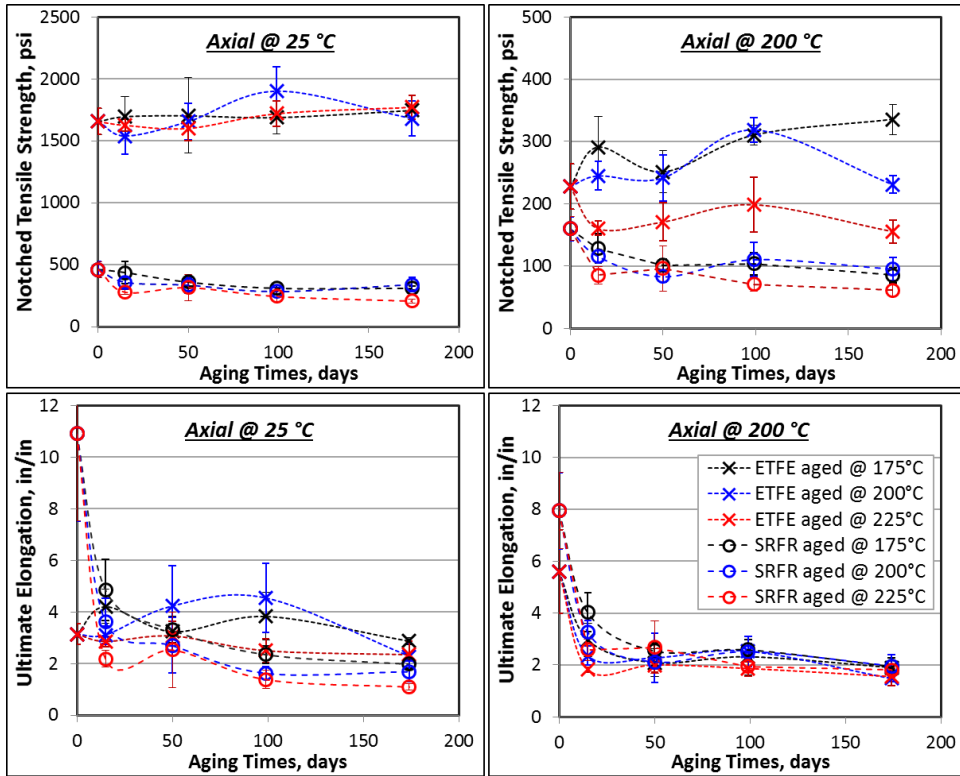 Axial @ 25 °C
Notched Tensile Strength, psi
2500
2000
1500
1000
500
0
0 50 100 150 200
Aging Times, days
Axial @ 200 °C
Notched Tensile Strength, psi
500
400
300
200
100
0
0 50 100 150 200
Aging Times, days
Axial @ 25 °C
Ultimate Elongation, in/in
12
10
8
6
4
2
0
0 50 100 150 200
Aging Times, days
Axial @ 200 °C
Ultimate Elongation, in/in
12
10
8
6
4
2
0
ETFE aged @ 175°C
ETFE aged @ 200°C
ETFE aged @ 225°C
SRFR aged @ 175°C
SRFR aged @ 200°C
SRFR aged @ 225°C
0 50 100 150 200
Aging Times, days